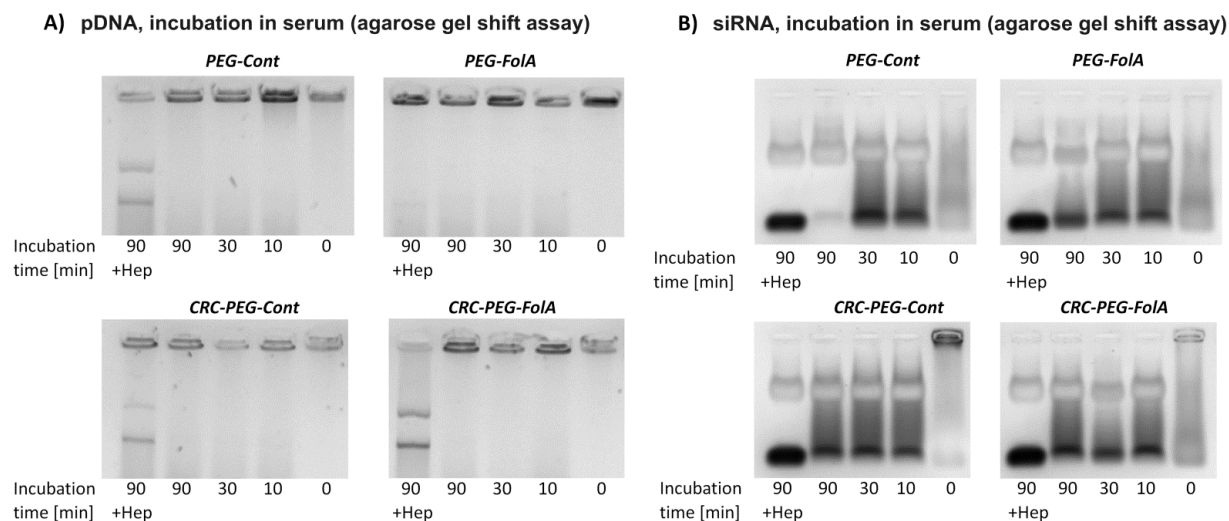 A) pDNA, incubation in serum (agarose gel shift assay)
PEG-Cont
PEG-FolA
Incubation 90 90 30 10 0
time [min] +Hep
90 90 30 10 0
+Hep
CRC-PEG-Cont
CRC-PEG-FolA
Incubation 90 90 30 10 0
time [min] +Hep
90 90 30 10 0
+Hep
B) siRNA, incubation in serum (agarose gel shift assay)
PEG-Cont
PEG-FolA
Incubation 90 90 30 10 0
time [min] +Hep
90 90 30 10 0
+Hep
CRC-PEG-Cont
CRC-PEG-FolA
Incubation 90 90 30 10 0
time [min] +Hep
90 90 30 10 0
+Hep